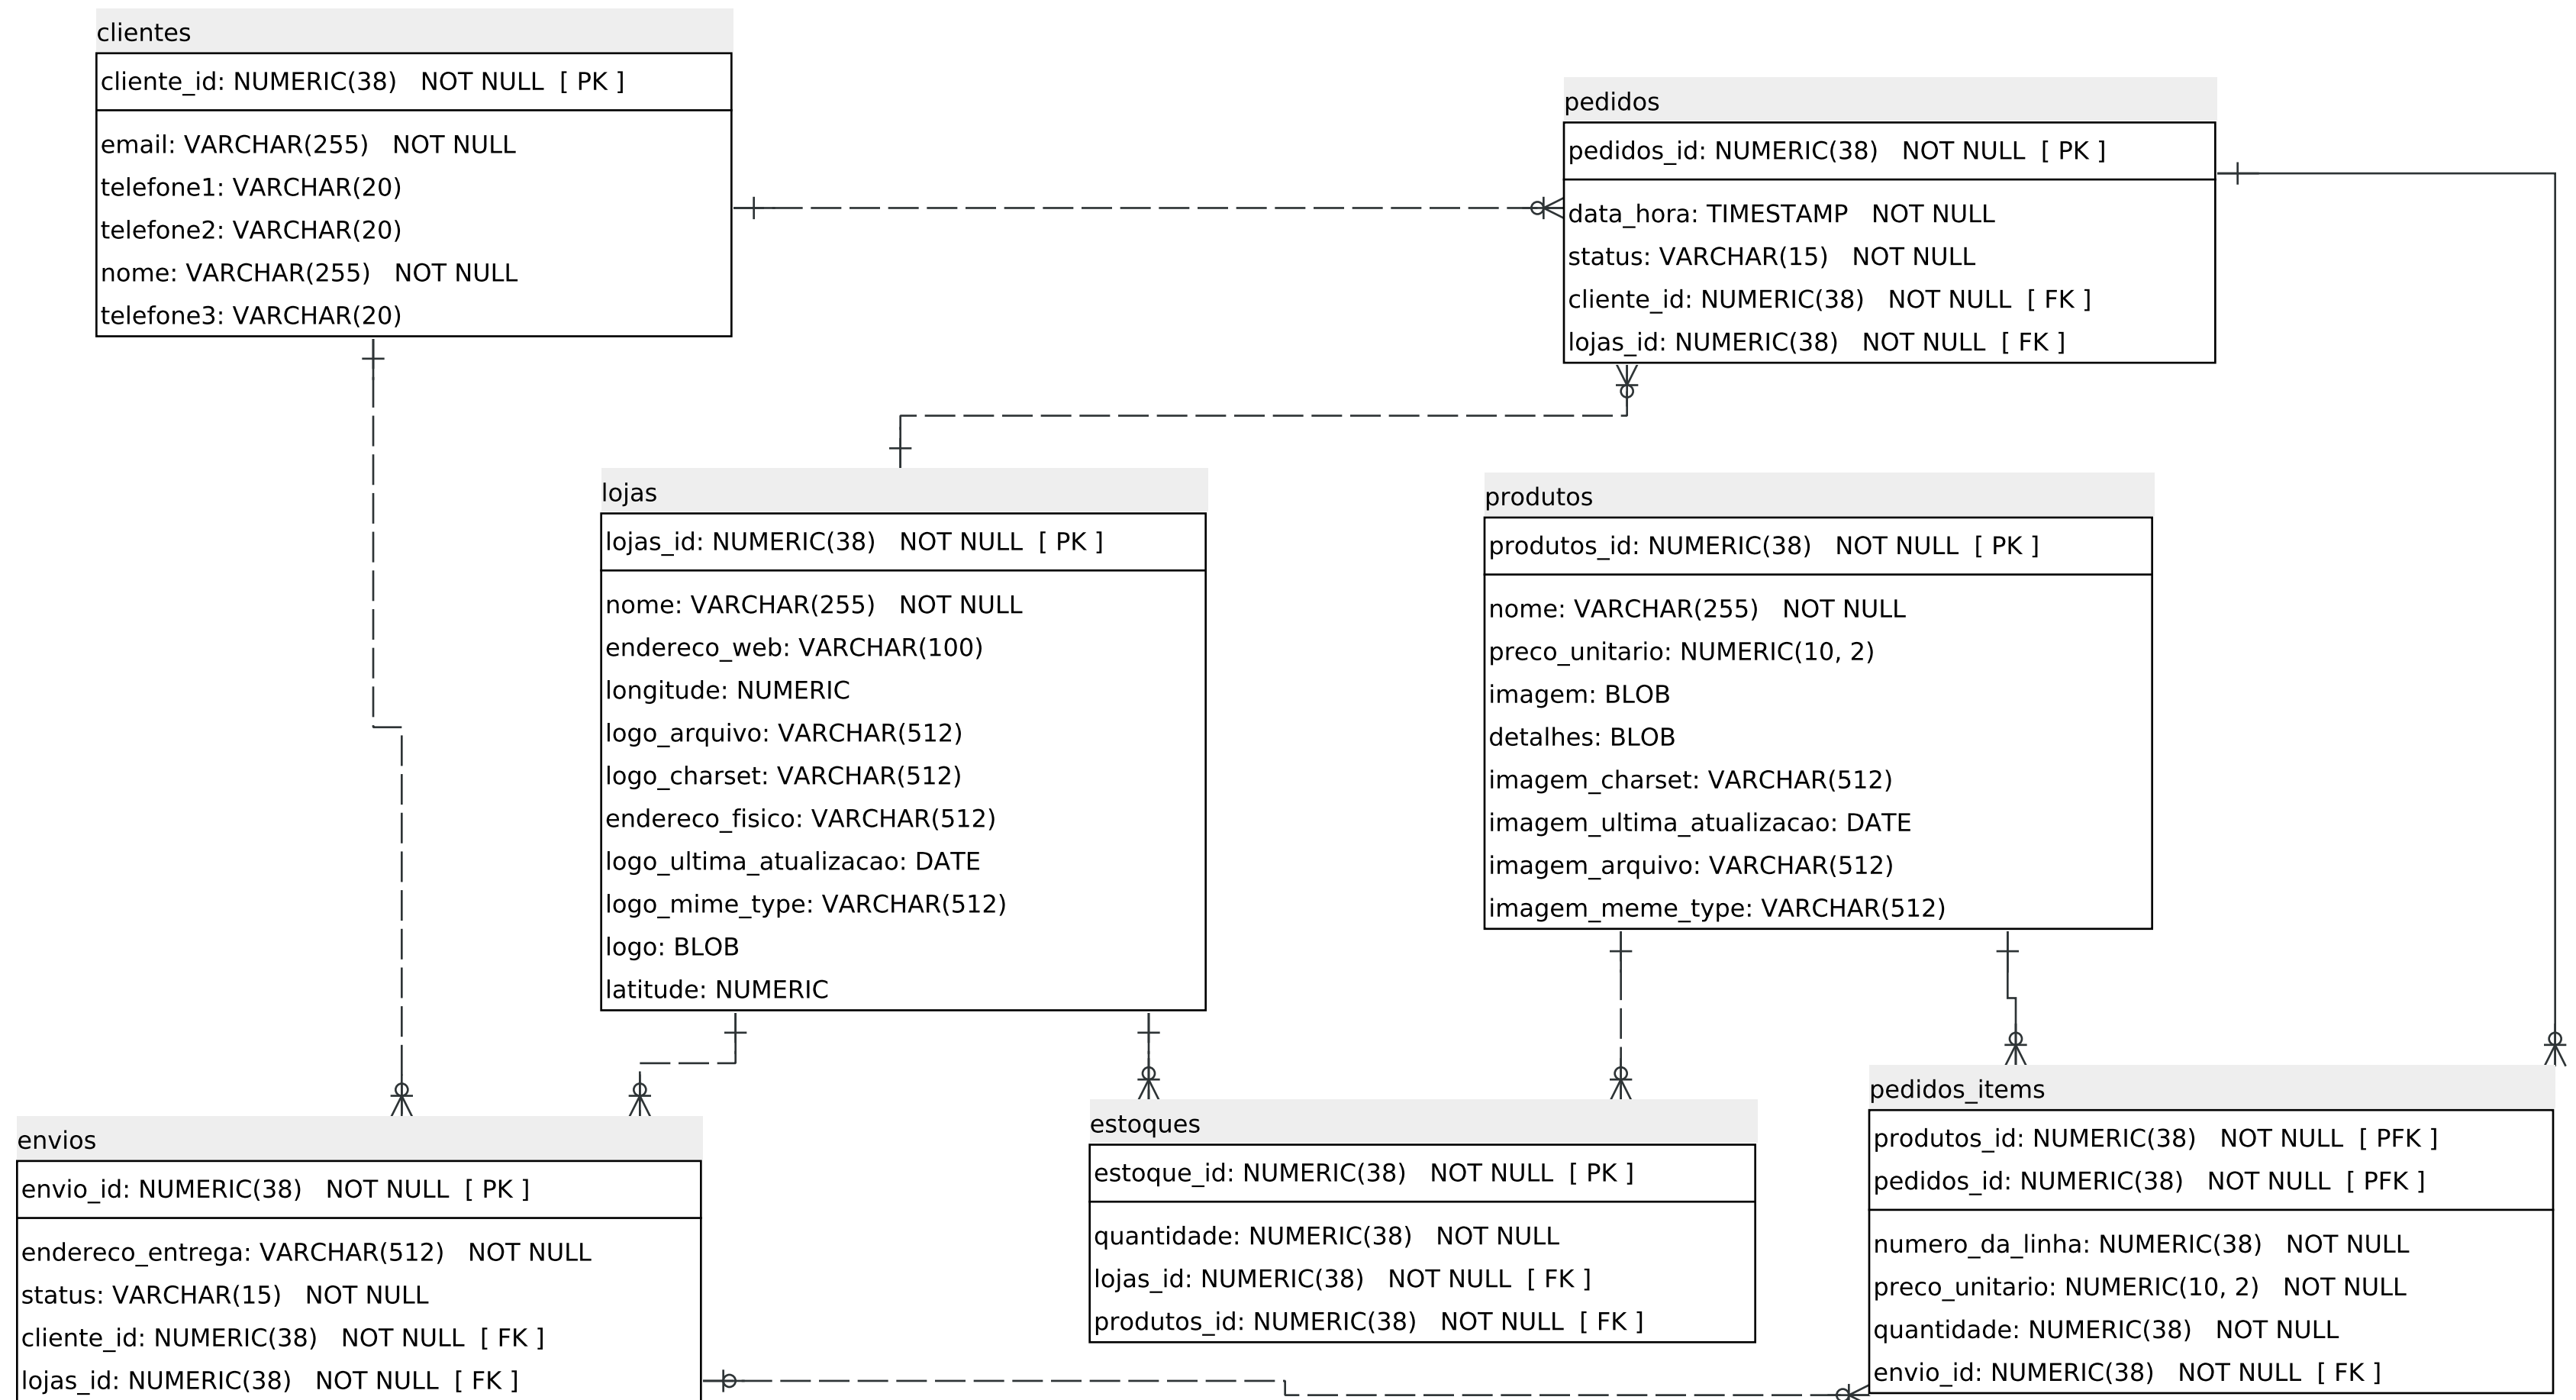 clientes
cliente_id: NUMERIC(38) NOT NULL [ PK ]
email: VARCHAR(255) NOT NULL
telefone1: VARCHAR(20)
telefone2: VARCHAR(20)
nome: VARCHAR(255) NOT NULL
telefone3: VARCHAR(20)
pedidos
pedidos_id: NUMERIC(38) NOT NULL [ PK ]
data_hora: TIMESTAMP NOT NULL
status: VARCHAR(15) NOT NULL
cliente_id: NUMERIC(38) NOT NULL [ FK ]
lojas_id: NUMERIC(38) NOT NULL [ FK ]
lojas
lojas_id: NUMERIC(38) NOT NULL [ PK ]
nome: VARCHAR(255) NOT NULL
endereco_web: VARCHAR(100)
longitude: NUMERIC
logo_arquivo: VARCHAR(512)
logo_charset: VARCHAR(512)
endereco_fisico: VARCHAR(512)
logo_ultima_atualizacao: DATE
logo_mime_type: VARCHAR(512)
logo: BLOB
latitude: NUMERIC
produtos
produtos_id: NUMERIC(38) NOT NULL [ PK ]
nome: VARCHAR(255) NOT NULL
preco_unitario: NUMERIC(10, 2)
imagem: BLOB
detalhes: BLOB
imagem_charset: VARCHAR(512)
imagem_ultima_atualizacao: DATE
imagem_arquivo: VARCHAR(512)
imagem_meme_type: VARCHAR(512)
envios
envio_id: NUMERIC(38) NOT NULL [ PK ]
endereco_entrega: VARCHAR(512) NOT NULL
status: VARCHAR(15) NOT NULL
cliente_id: NUMERIC(38) NOT NULL [ FK ]
lojas_id: NUMERIC(38) NOT NULL [ FK ]
estoques
estoque_id: NUMERIC(38) NOT NULL [ PK ]
quantidade: NUMERIC(38) NOT NULL
lojas_id: NUMERIC(38) NOT NULL [ FK ]
produtos_id: NUMERIC(38) NOT NULL [ FK ]
pedidos_items
produtos_id: NUMERIC(38) NOT NULL [ PFK ]
pedidos_id: NUMERIC(38) NOT NULL [ PFK ]
numero_da_linha: NUMERIC(38) NOT NULL
preco_unitario: NUMERIC(10, 2) NOT NULL
quantidade: NUMERIC(38) NOT NULL
envio_id: NUMERIC(38) NOT NULL [ FK ]